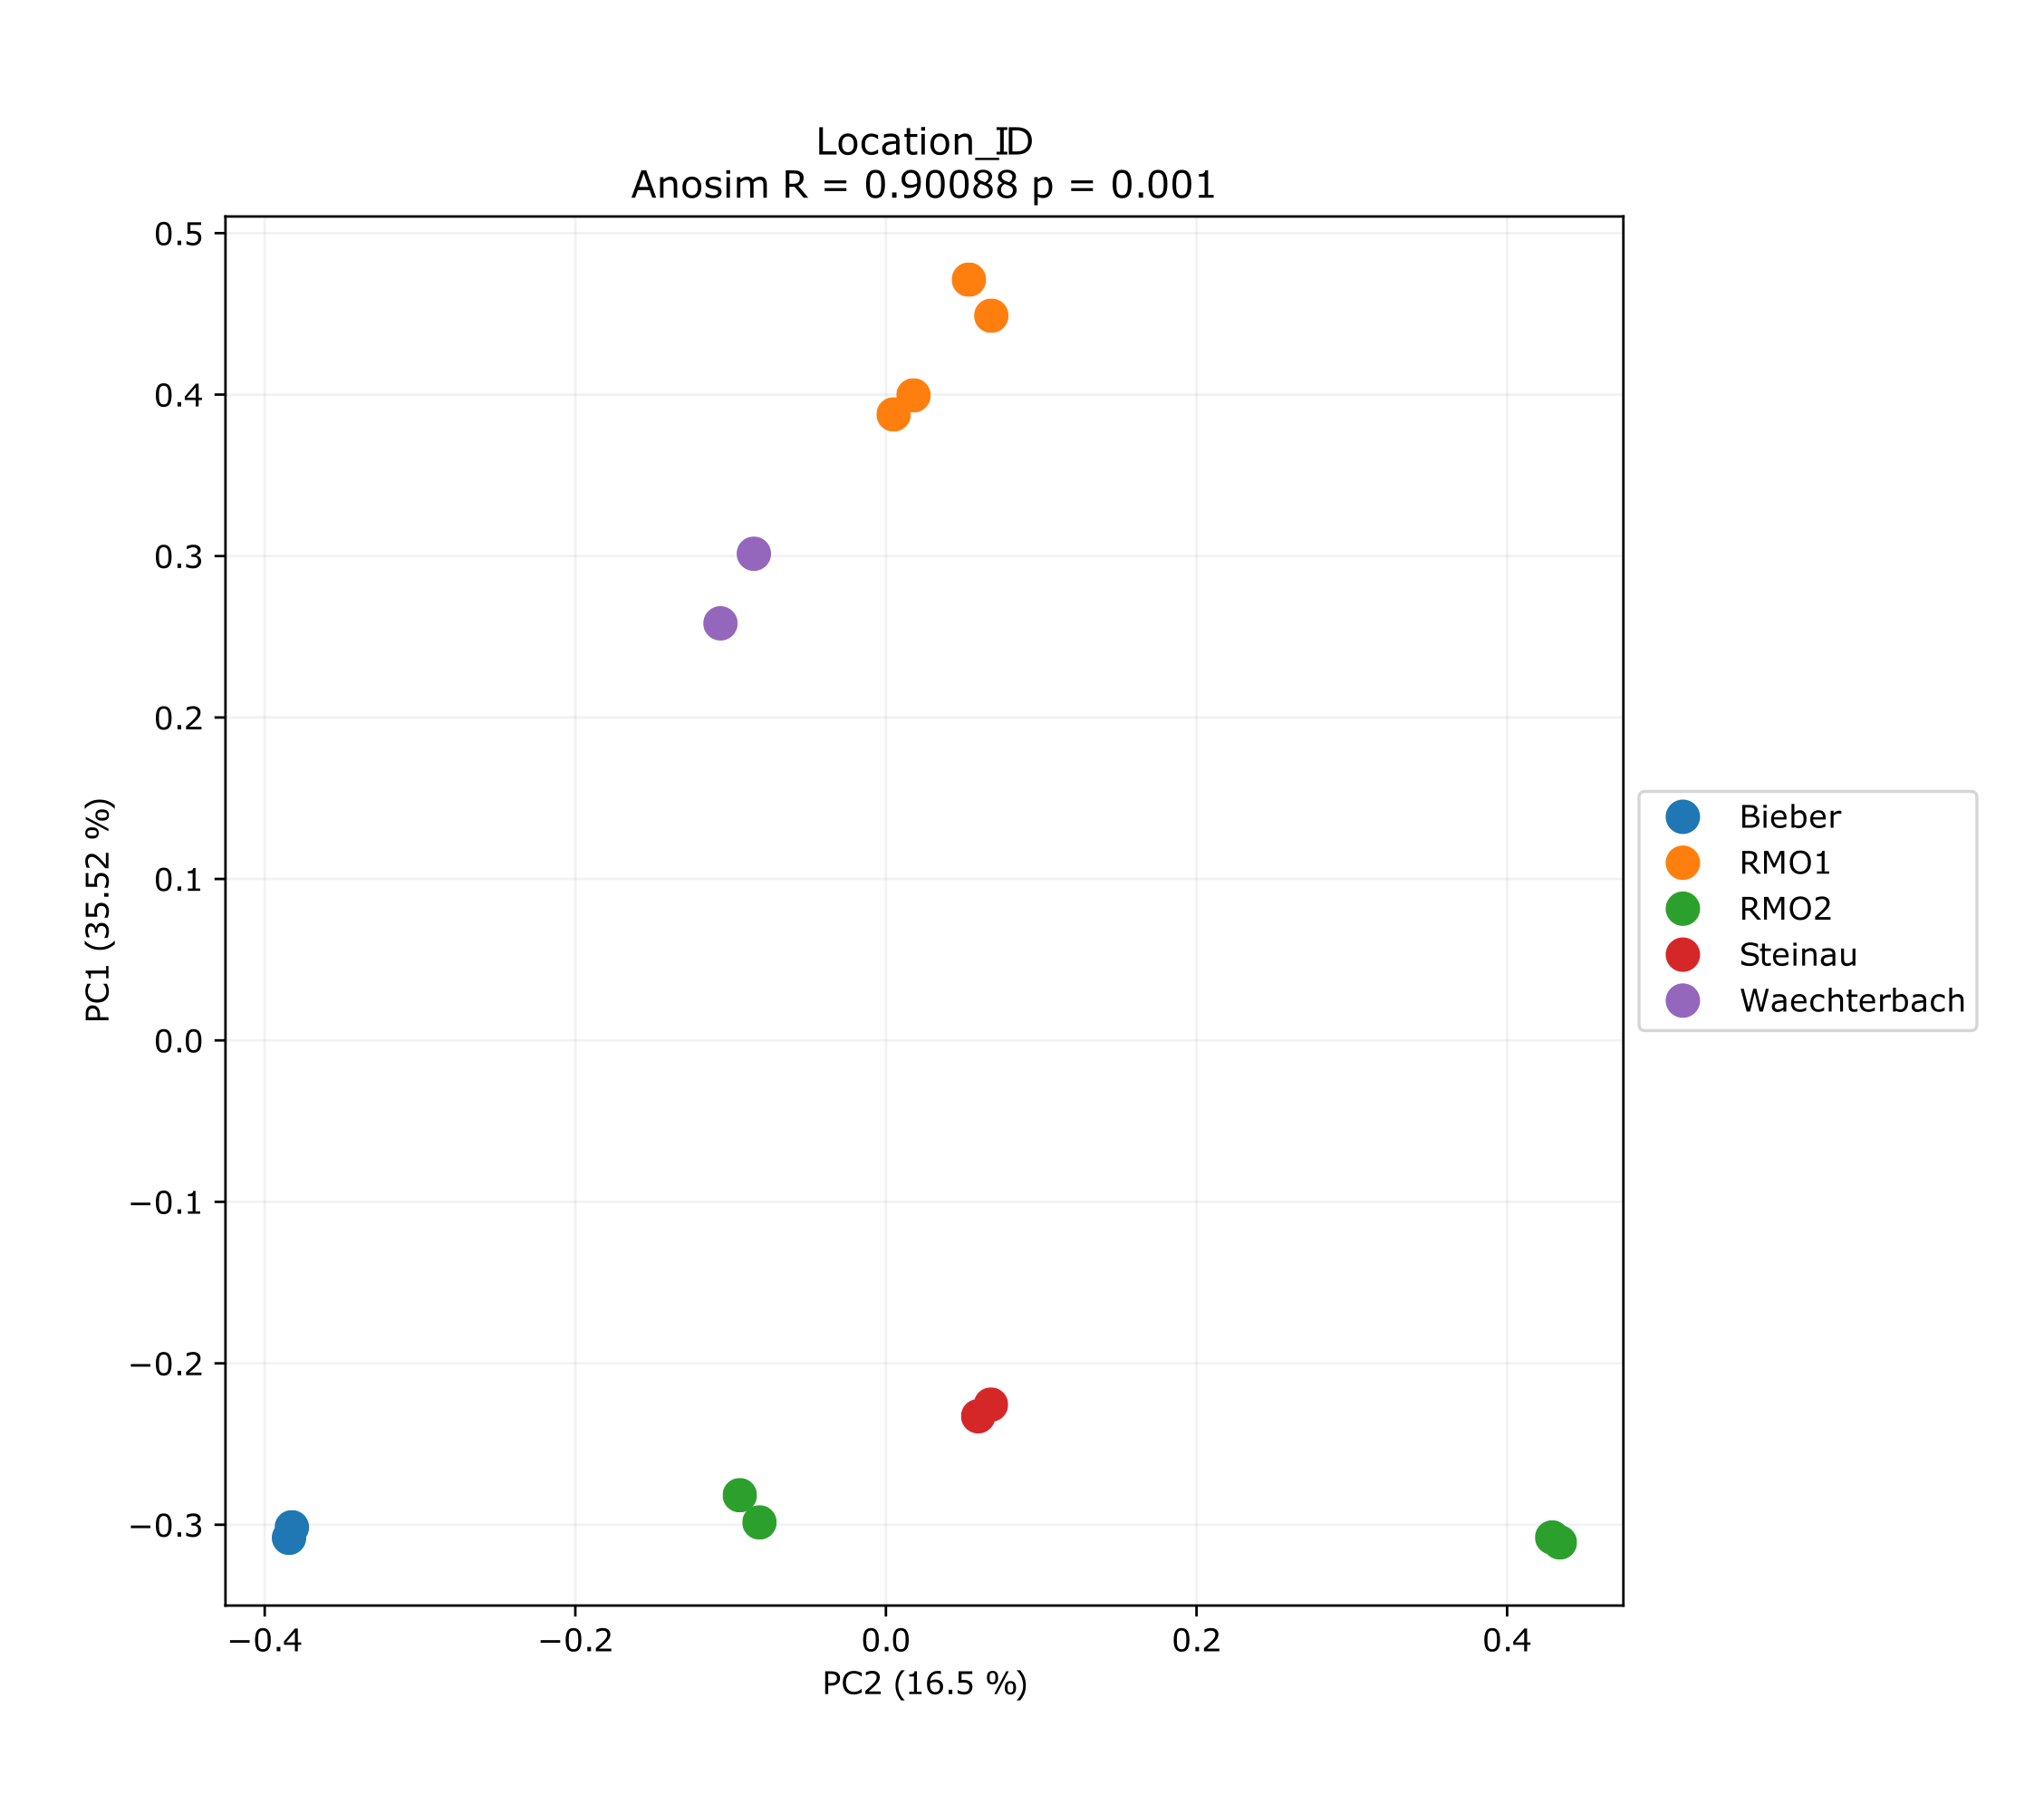 Location_ID
Anosim R = 0.90088 p = 0.001
0.5
0.4
0.3
0.2
0.1
0.0
−0.1
−0.2
−0.3
PC1 (35.52 %)
−0.4
−0.2
0.0
0.2
0.4
PC2 (16.5 %)
Bieber
RMO1
RMO2
Steinau
Waechtersbach